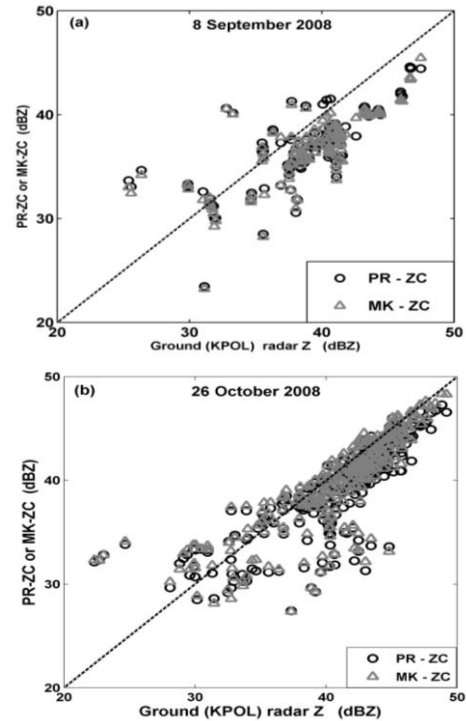 (a)
8 September 2008
PR-ZC or MK-ZC (dBZ)
50
40
30
20
PR - ZC
MK - ZC
20
30
40
50
Ground (KPOL) radar Z (dBZ)
(b)
26 October 2008
PR-ZC or MK-ZC (dBZ)
50
40
30
20
PR - ZC
MK - ZC
20
30
40
50
Ground (KPOL) radar Z (dBZ)